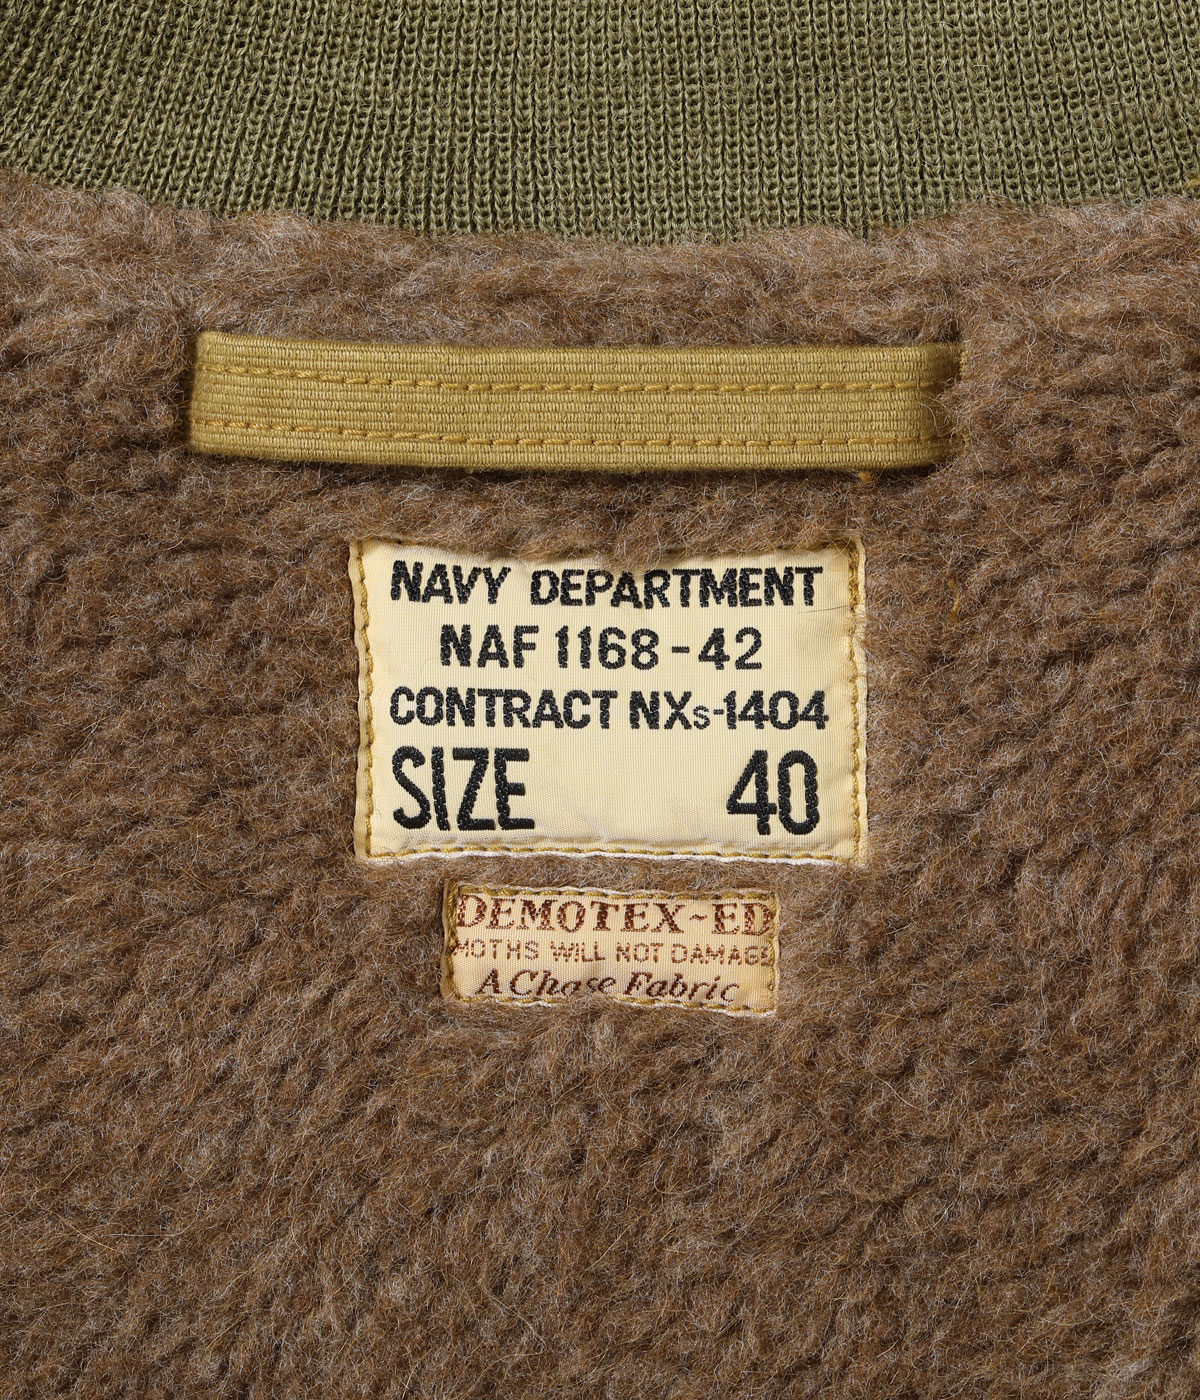 NAVY DEPARTMENT
NAF 1168-42
CONTRACT NXs-1404
SIZE 40
DEMOTEX-ED
MOTHS WILL NOT DAMAGE
A Chase Fabric